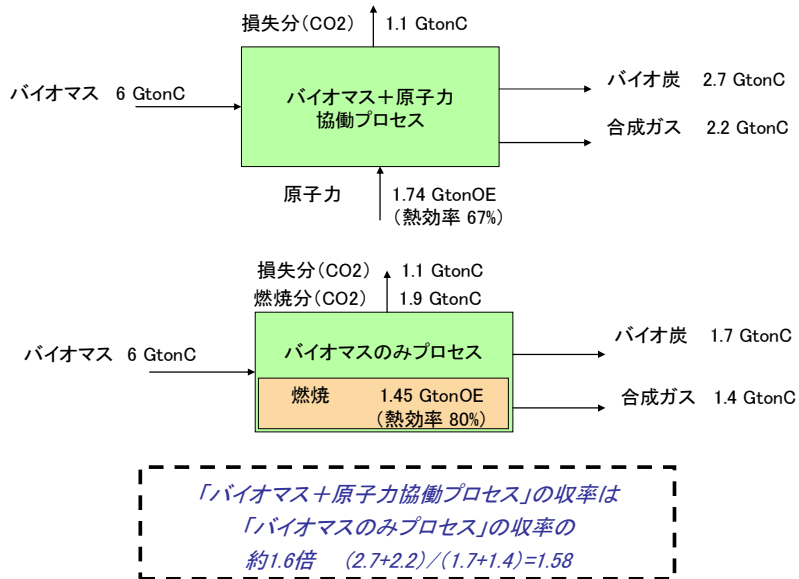 損失分(CO2) 1.1 GtonC
バイオマス 6 GtonC
バイオマス+原子力
協働プロセス
バイオ炭 2.7 GtonC
合成ガス 2.2 GtonC
原子力 1.74 GtonOE
(熱効率 67%)
損失分(CO2) 1.1 GtonC
燃焼分(CO2) 1.9 GtonC
バイオマス 6 GtonC
バイオマスのみプロセス
バイオ炭 1.7 GtonC
燃焼 1.45 GtonOE
(熱効率 80%)
合成ガス 1.4 GtonC
「バイオマス+原子力協働プロセス」の収率は
「バイオマスのみプロセス」の収率の
約1.6倍 (2.7+2.2)/(1.7+1.4)=1.58